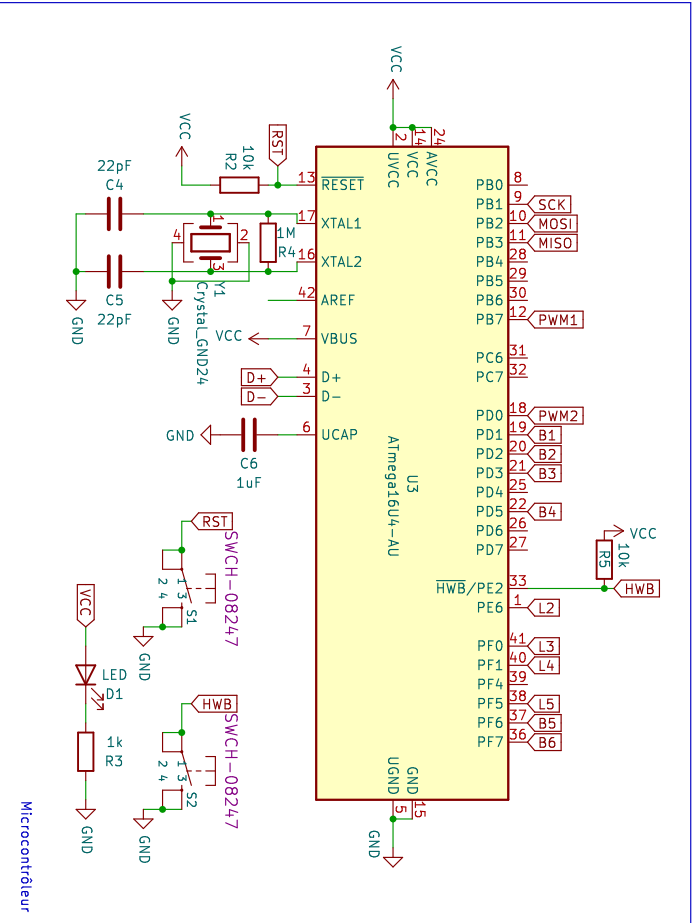 VCC
2
14
24
UVCC
VCC
AVCC
VCC
10k
R2
RST
13
RESET
22pF
C4
17
XTAL1
1
4
2
3
1M
R4
16
XTAL2
C5
22pF
GND
GND
Y1
Crystal_GND24
42
AREF
VCC
7
VBUS
D+
4
D+
D-
3
D-
GND
6
UCAP
C6
1uF
U3
ATmega16U4-AU
PB0
8
PB1
9
SCK
PB2
10
MOSI
PB3
11
MISO
PB4
28
PB5
29
PB6
30
PB7
12
PWM1
PC6
31
PC7
32
PD0
18
PWM2
PD1
19
B1
PD2
20
B2
PD3
21
B3
PD4
25
PD5
22
B4
PD6
26
PD7
27
VCC
10k
R5
HWB/PE2
33
HWB
PE6
1
L2
PF0
41
L3
PF1
40
L4
PF4
39
PF5
38
L5
PF6
37
B5
PF7
36
B6
UGND
GND
5
15
GND
RST
SWCH-08247
1 3
2 4
S1
GND
HWB
SWCH-08247
1 3
2 4
S2
GND
VCC
LED
D1
1k
R3
GND
Microcontrôleur